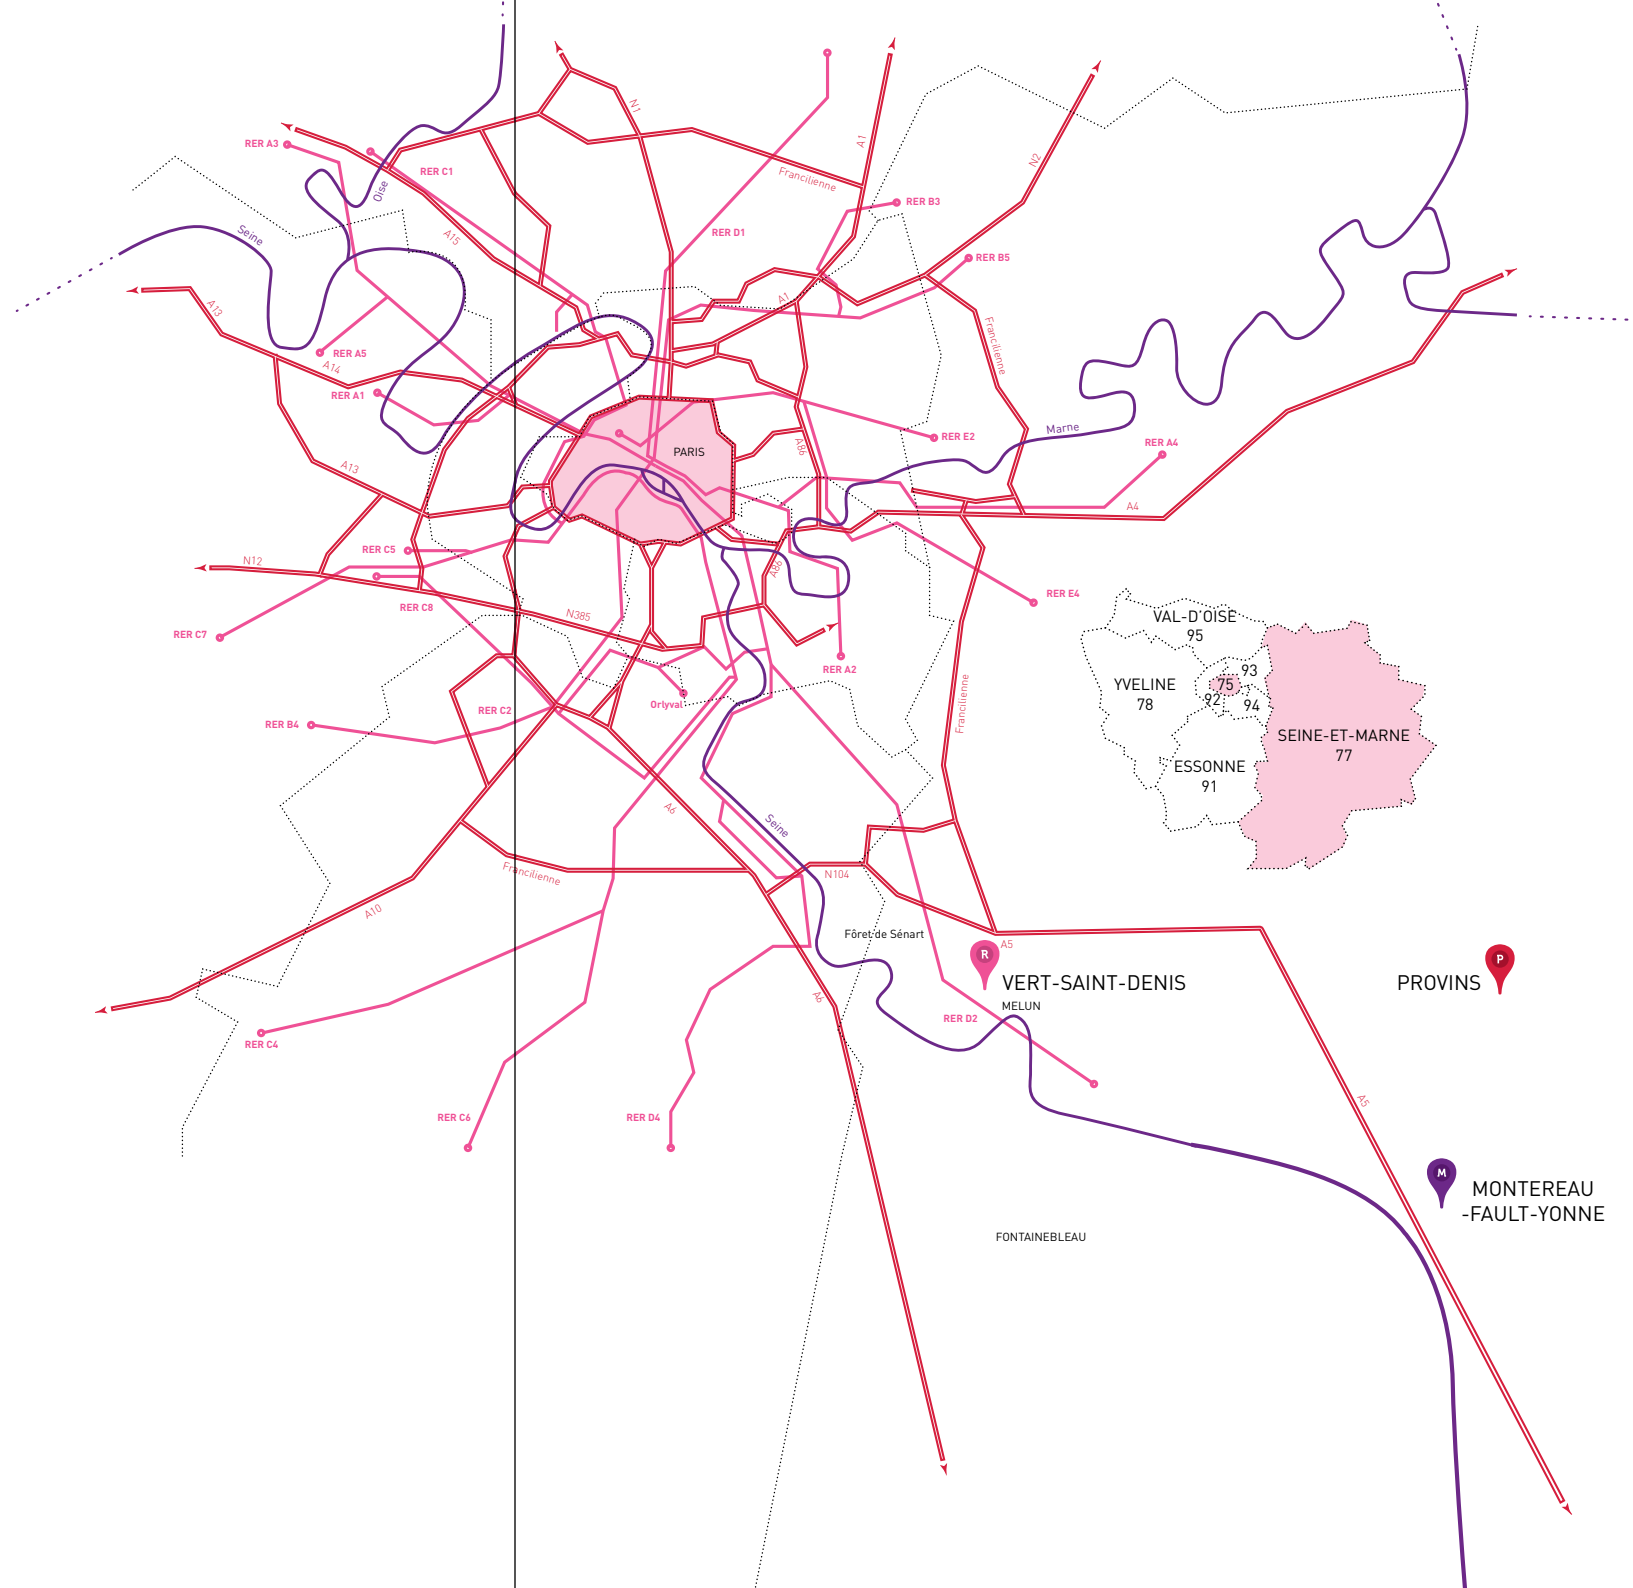 N1
A1
RER A3
RER C1
Oise
Francilienne
N2
RER B3
Seine
A15
RER D1
RER B5
A13
A1
Francilienne
RER A5
A14
RER A1
Marne
RER E2
RER A4
PARIS
A86
A13
A4
RER C5
N12
A86
RER C8
N385
RER E4
RER C7
VAL-D'OISE
95
RER A2
93
75
YVELINE
78
92
94
Orlyval
RER C2
RER B4
Francilienne
SEINE-ET-MARNE
77
ESSONNE
91
A6
Seine
Francilienne
N104
A10
Fôret de Sénart
A5
R
VERT-SAINT-DENIS
P
PROVINS
A6
MELUN
RER D2
RER C4
A5
RER C6
RER D4
M
MONTEREAU
-FAULT-YONNE
FONTAINEBLEAU